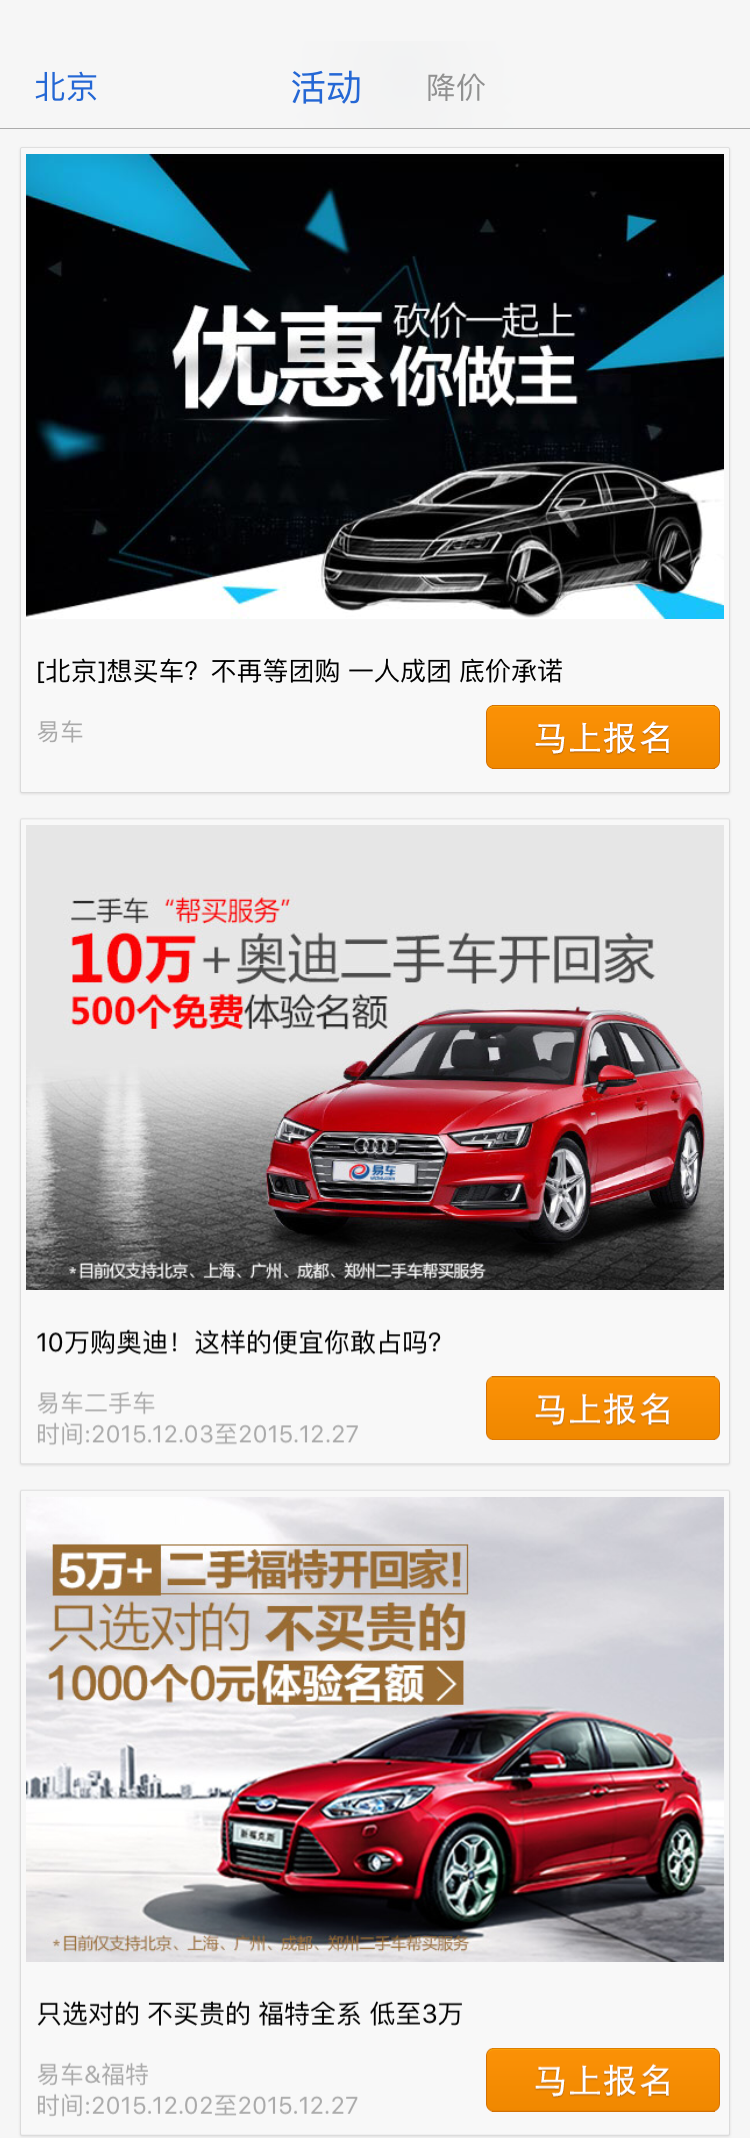 北京 活动 降价
优惠 砍价一起上
你做主
[北京]想买车？不再等团购 一人成团 底价承诺
易车
马上报名
二手车“帮买服务”
10万+奥迪二手车开回家
500个免费体验名额
易车
*目前仅支持北京、上海、广州、成都、郑州二手车帮买服务
10万购奥迪！这样的便宜你敢占吗?
易车二手车
时间:2015.12.03至2015.12.27
马上报名
5万+ 二手福特开回家!
只选对的 不买贵的
1000个0元体验名额 >
新福克斯
*目前仅支持北京、上海、广州、成都、郑州二手车帮买服务
只选对的 不买贵的 福特全系 低至3万
易车&福特
时间:2015.12.02至2015.12.27
马上报名